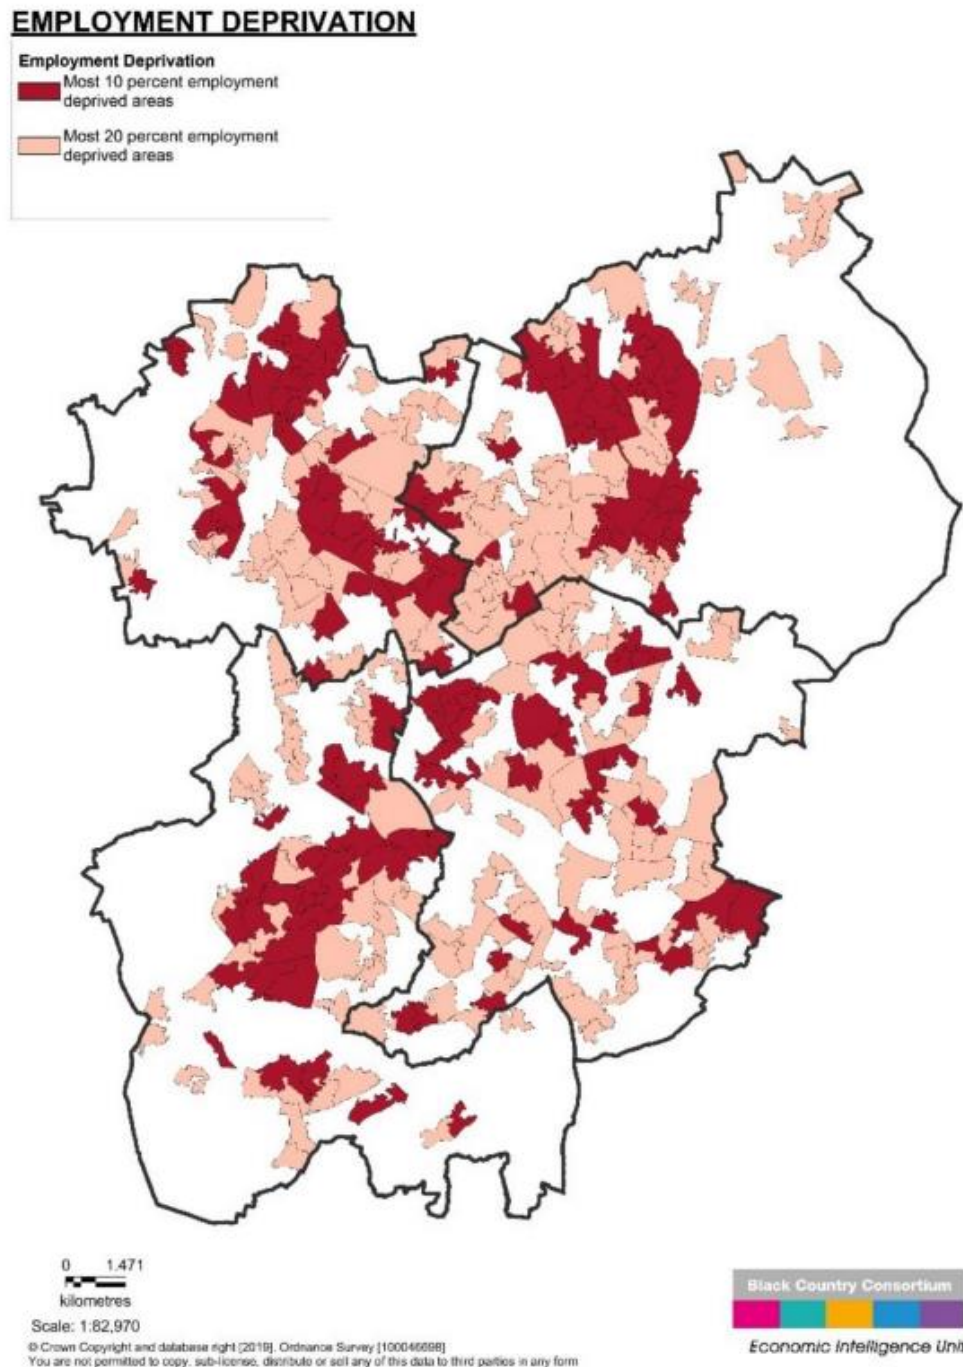 EMPLOYMENT DEPRIVATION
Employment Deprivation
Most 10 percent employment
deprived areas
Most 20 percent employment
deprived areas
0 1.471
kilometres
Scale: 1:82,970
© Crown Copyright and database right [2019]. Ordnance Survey [100046698]
You are not permitted to copy, sub-license, distribute or sell any of this data to third parties in any form
Black Country Consortium
Economic Intelligence Unit